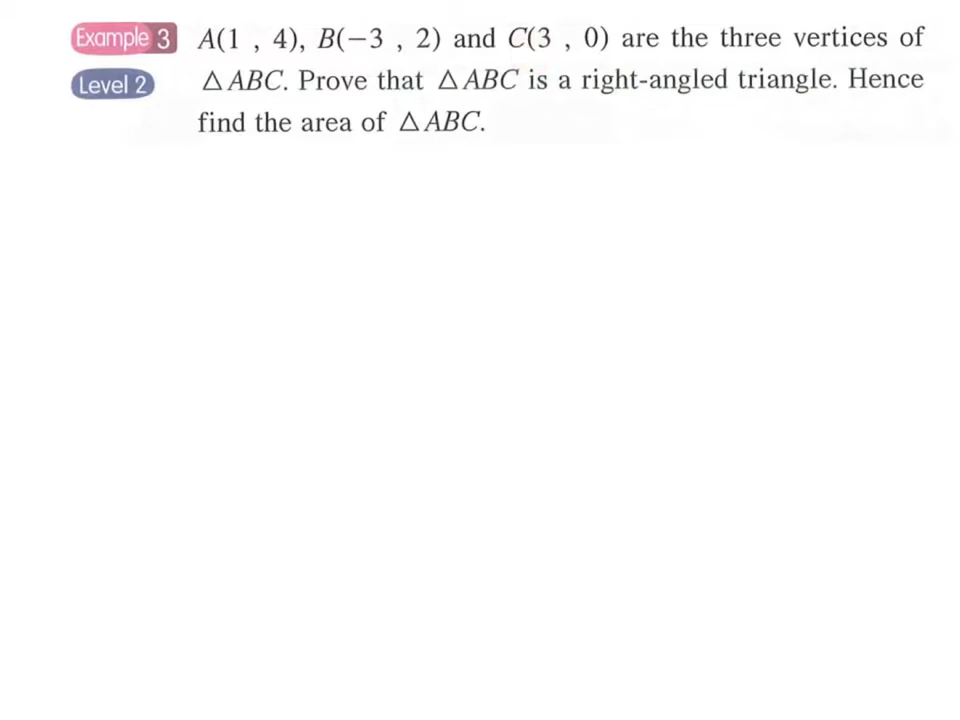 Example 3 A(1 , 4), B(−3 , 2) and C(3 , 0) are the three vertices of
Level 2 △ABC. Prove that △ABC is a right-angled triangle. Hence
find the area of △ABC.